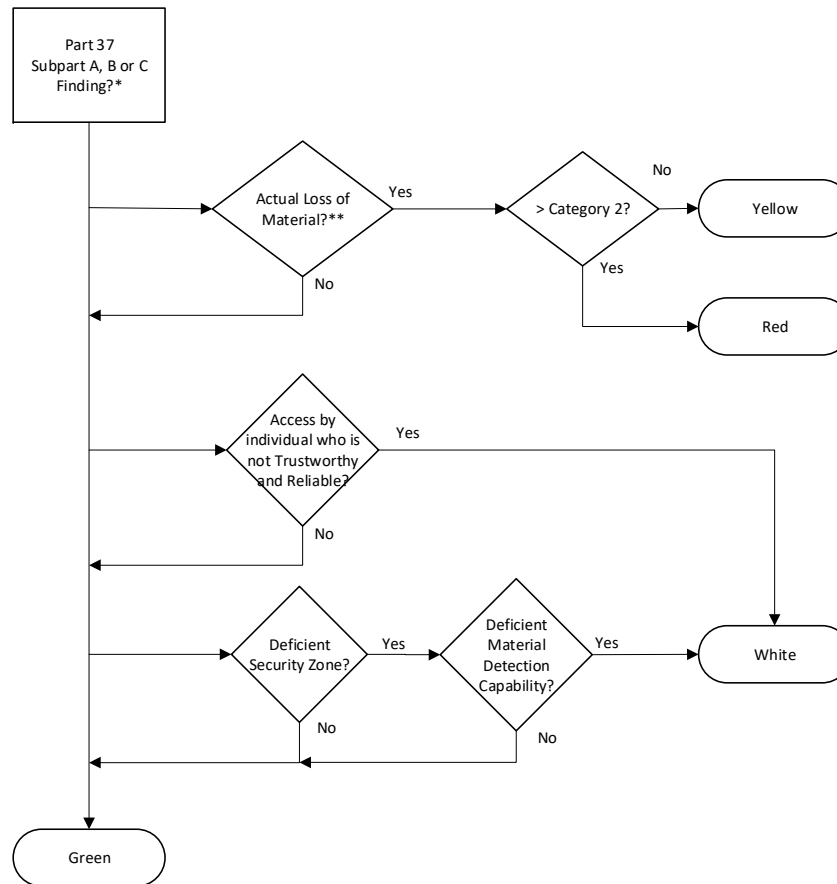 Part 37
Subpart A, B or C
Finding?*
Actual Loss of
Material?**
Yes
No
> Category 2?
No
Yes
Yellow
Red
Access by
individual who is
not Trustworthy
and Reliable?
Yes
No
Deficient
Security Zone?
Yes
No
Deficient
Material
Detection
Capability?
Yes
No
White
Green